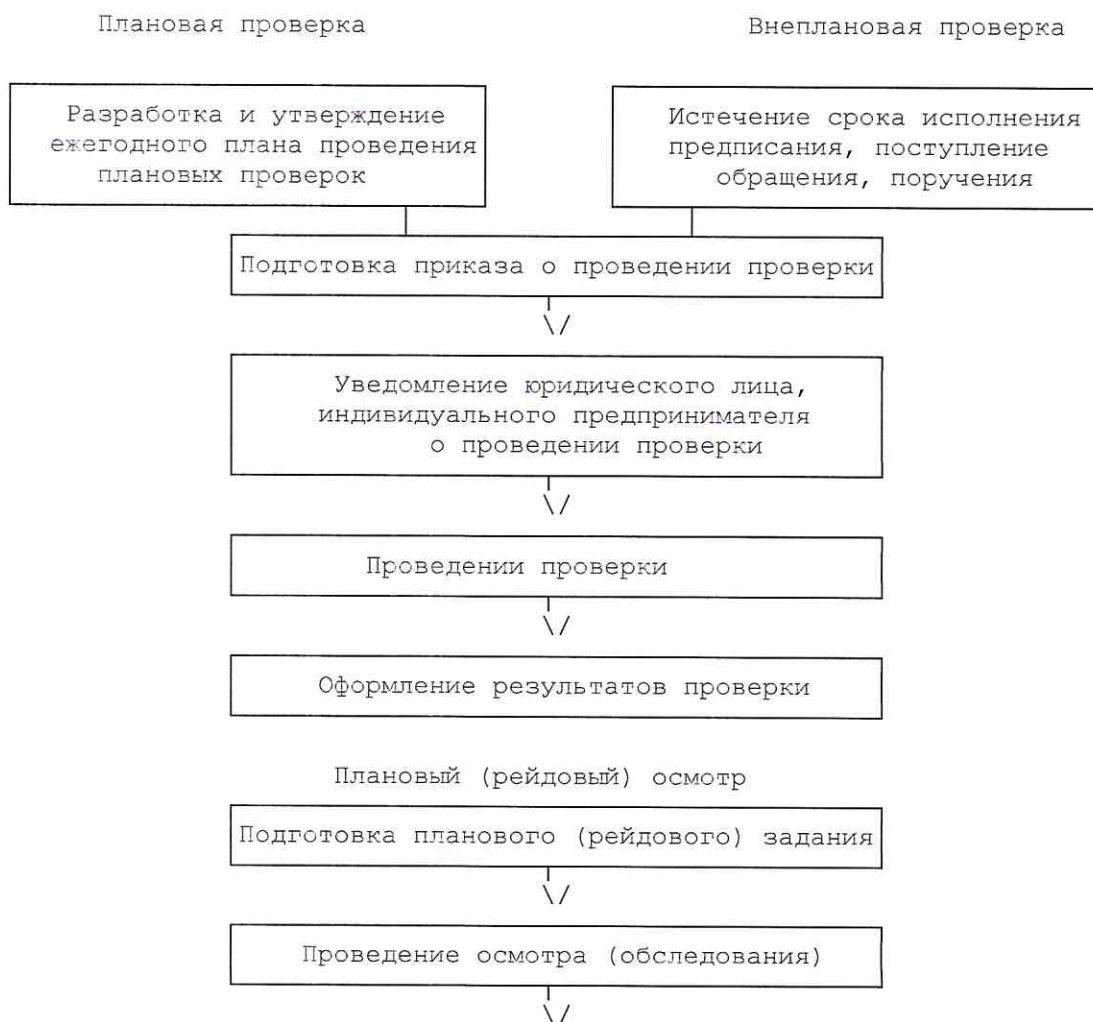 Плановая проверка
Внеплановая проверка
Разработка и утверждение
ежегодного плана проведения
плановых проверок
Истечение срока исполнения
предписания, поступление
обращения, поручения
Подготовка приказа о проведении проверки
\/
Уведомление юридического лица,
индивидуального предпринимателя
о проведении проверки
\/
Проведении проверки
\/
Оформление результатов проверки
Плановый (рейдовый) осмотр
Подготовка планового (рейдового) задания
\/
Проведение осмотра (обследования)
\/